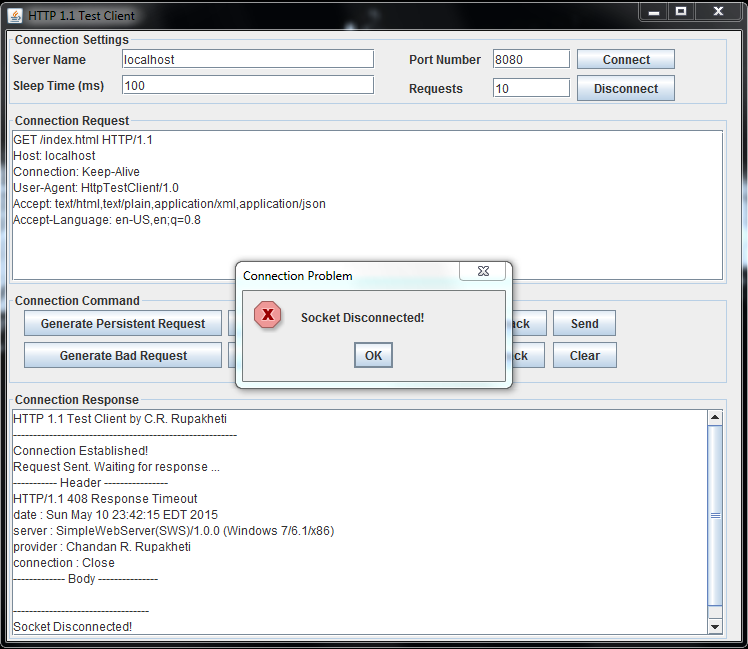 HTTP 1.1 Test Client
Connection Settings
Server Name localhost Port Number 8080 Connect
Sleep Time (ms) 100 Requests 10 Disconnect
Connection Request
GET /index.html HTTP/1.1
Host: localhost
Connection: Keep-Alive
User-Agent: HttpTestClient/1.0
Accept: text/html,text/plain,application/xml,application/json
Accept-Language: en-US,en;q=0.8
Connection Problem
Socket Disconnected!
OK
Connection Command
Generate Persistent Request Send
Generate Bad Request Clear
Connection Response
HTTP 1.1 Test Client by C.R. Rupakheti
--------------------------------------------------------
Connection Established!
Request Sent. Waiting for response ...
----------- Header ----------------
HTTP/1.1 408 Response Timeout
date : Sun May 10 23:42:15 EDT 2015
server : SimpleWebServer(SWS)/1.0.0 (Windows 7/6.1/x86)
provider : Chandan R. Rupakheti
connection : Close
------------- Body ---------------
----------------------------------
Socket Disconnected!